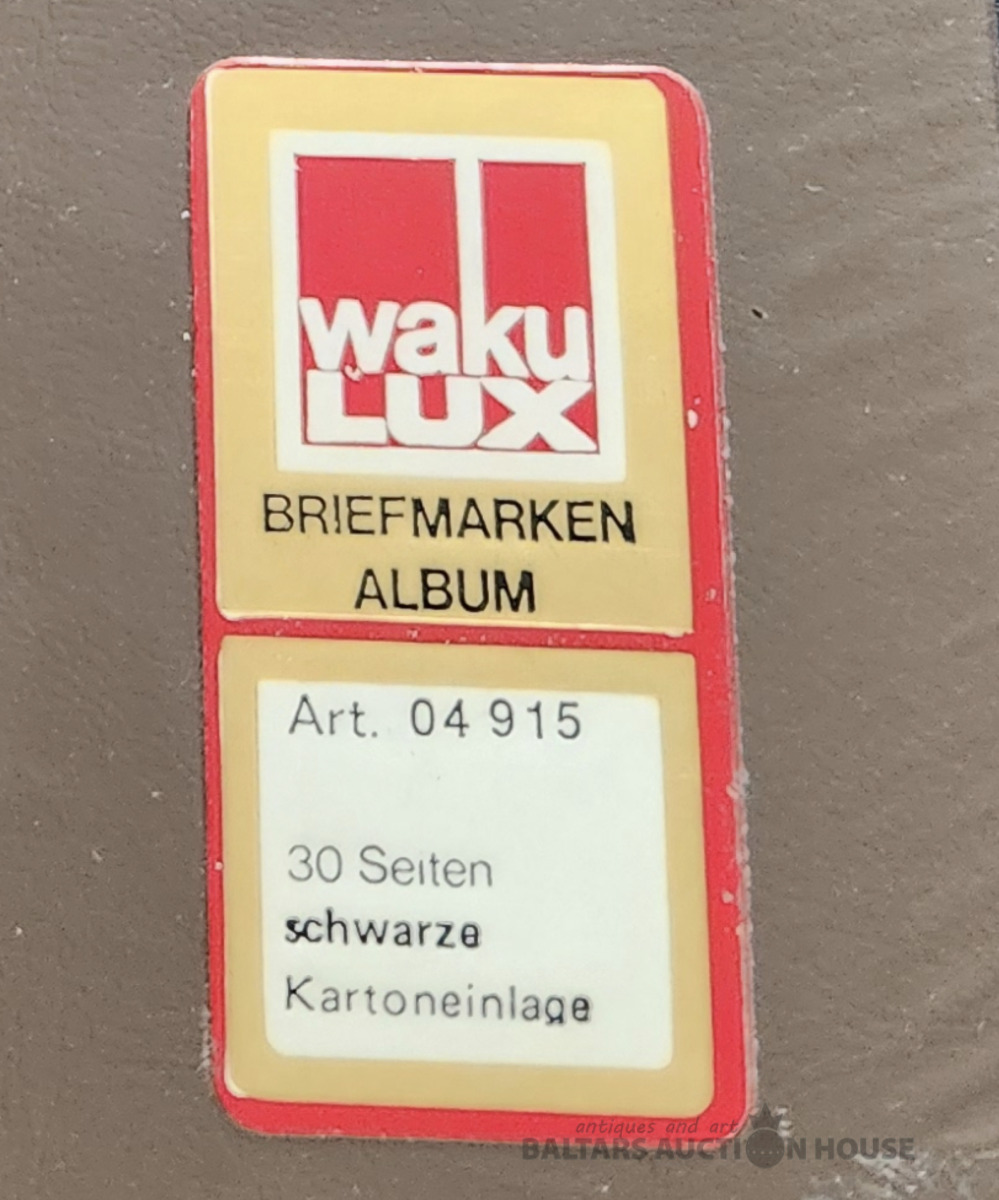 waku
LUX
BRIEFMARKEN
ALBUM
Art. 04 915
30 Seiten
schwarze
Kartoneinlage
antiques and art
BALTARS AUCTION HOUSE